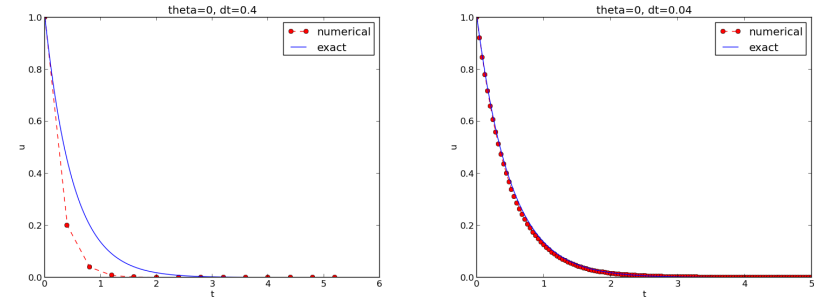 theta=0, dt=0.4
numerical
exact
1.0
0.8
0.6
0.4
0.2
0.0
u
0 1 2 3 4 5 6
t
theta=0, dt=0.04
numerical
exact
1.0
0.8
0.6
0.4
0.2
0.0
u
0 1 2 3 4 5
t